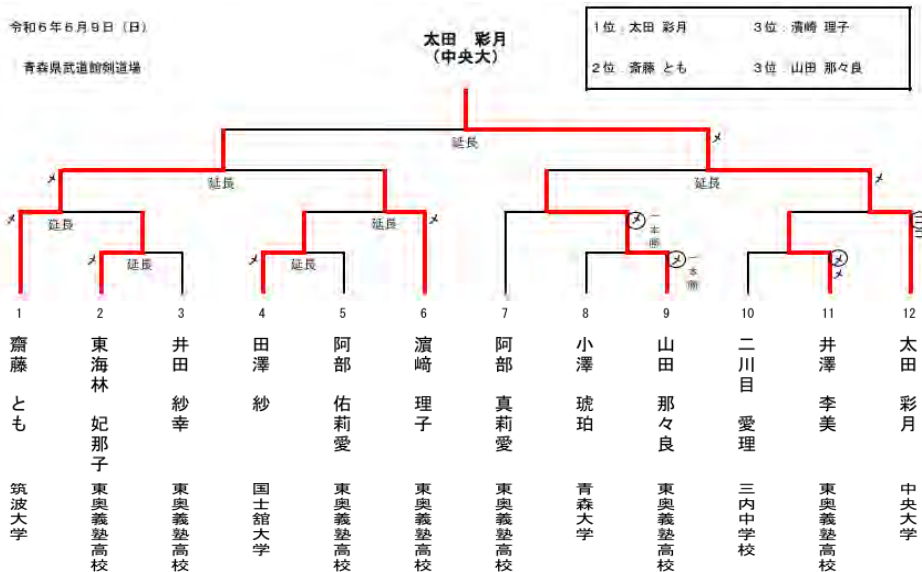 令和６年６月９日（日）
青森県武道館剣道場
太田　彩月
（中央大）
１位　太田 彩月　３位　濱崎 理子
２位　斎藤 とも　３位　山田 那々良
延長
メ
メ
延長
延長
メ
メ
延長
延長
メ 一本勝
メ
延長
延長
メ 一本勝
メ
メ
1 2 3 4 5 6 7 8 9 10 11 12
齋藤　とも
東海林　妃那子
井田　紗幸
田澤　紗
阿部　佑莉愛
濵﨑　理子
阿部　真莉愛
小澤　琥珀
山田　那々良
二川目　愛理
井澤　李美
太田　彩月
筑波大学
東奥義塾高校
東奥義塾高校
国士舘大学
東奥義塾高校
東奥義塾高校
東奥義塾高校
青森大学
東奥義塾高校
三内中学校
東奥義塾高校
中央大学